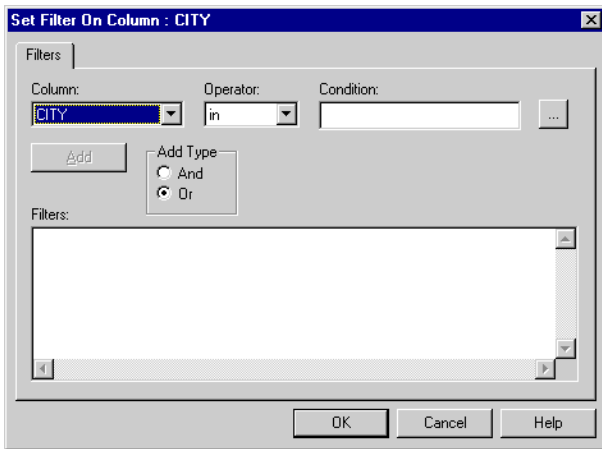 Set Filter On Column : CITY
Filters
Column: Operator: Condition:
CITY in ...
Add Add Type
And
Or
Filters:
OK Cancel Help